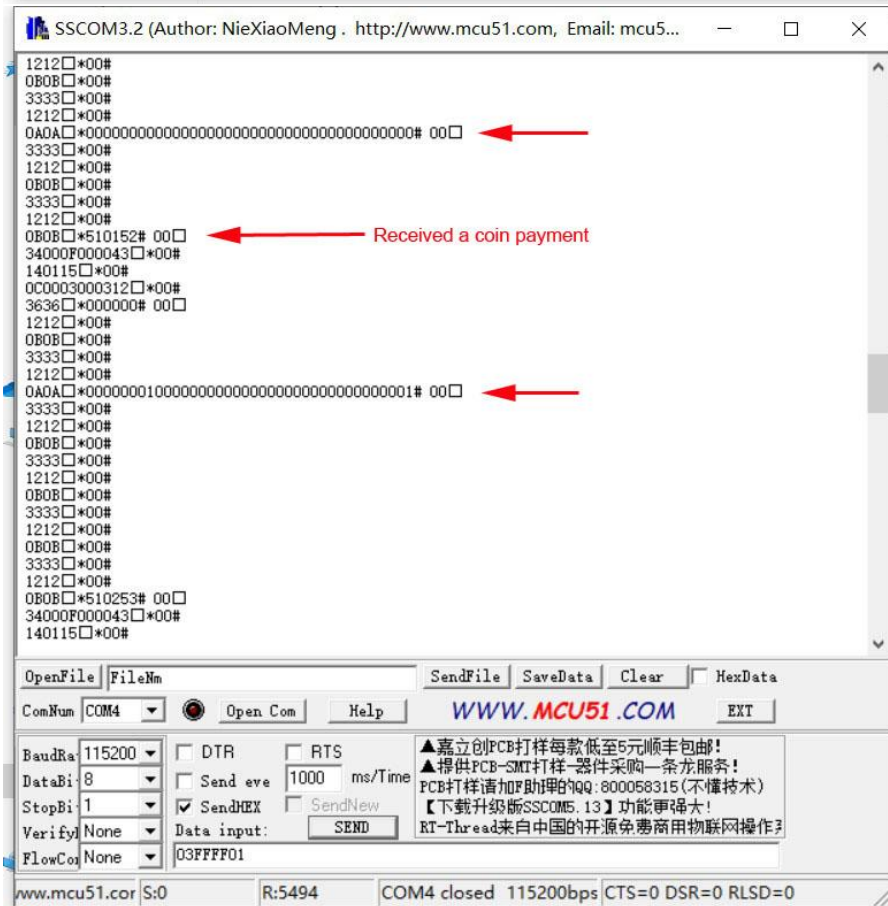 SSCOM3.2 (Author: NieXiaoMeng . http://www.mcu51.com, Email: mcu5...
1212□*00#
0B0B□*00#
3333□*00#
1212□*00#
0A0A□*0000000000000000000000000000000000# 00□
3333□*00#
1212□*00#
0B0B□*00#
3333□*00#
1212□*00#
0B0B□*510152# 00□ Received a coin payment
34000F000043□*00#
140115□*00#
0C0003000312□*00#
3636□*000000# 00□
1212□*00#
0B0B□*00#
3333□*00#
1212□*00#
0A0A□*0000000100000000000000000000000001# 00□
3333□*00#
1212□*00#
0B0B□*00#
3333□*00#
1212□*00#
0B0B□*00#
3333□*00#
1212□*00#
0B0B□*00#
3333□*00#
1212□*00#
0B0B□*510253# 00□
34000F000043□*00#
140115□*00#
OpenFile FileNm SendFile SaveData Clear HexData
ComNum COM4 Open Com Help WWW.MCU51.COM EXT
BaudRa 115200 DTR RTS
DataBi 8 Send eve 1000 ms/Time
StopBi 1 SendHEX SendNew
Verifyl None Data input: SEND
FlowCon None 03FFFF01
▲嘉立创PCB打样每款低至5元顺丰包邮!
▲提供PCB-SMT打样-器件采购一条龙服务!
PCB打样请加F助理的QQ:800058315(不懂技术)
【下载升级版SSCOM5.13】功能更强大!
RT-Thread来自中国的开源免费商用物联网操作系
www.mcu51.cor S:0 R:5494 COM4 closed 115200bps CTS=0 DSR=0 RLSD=0